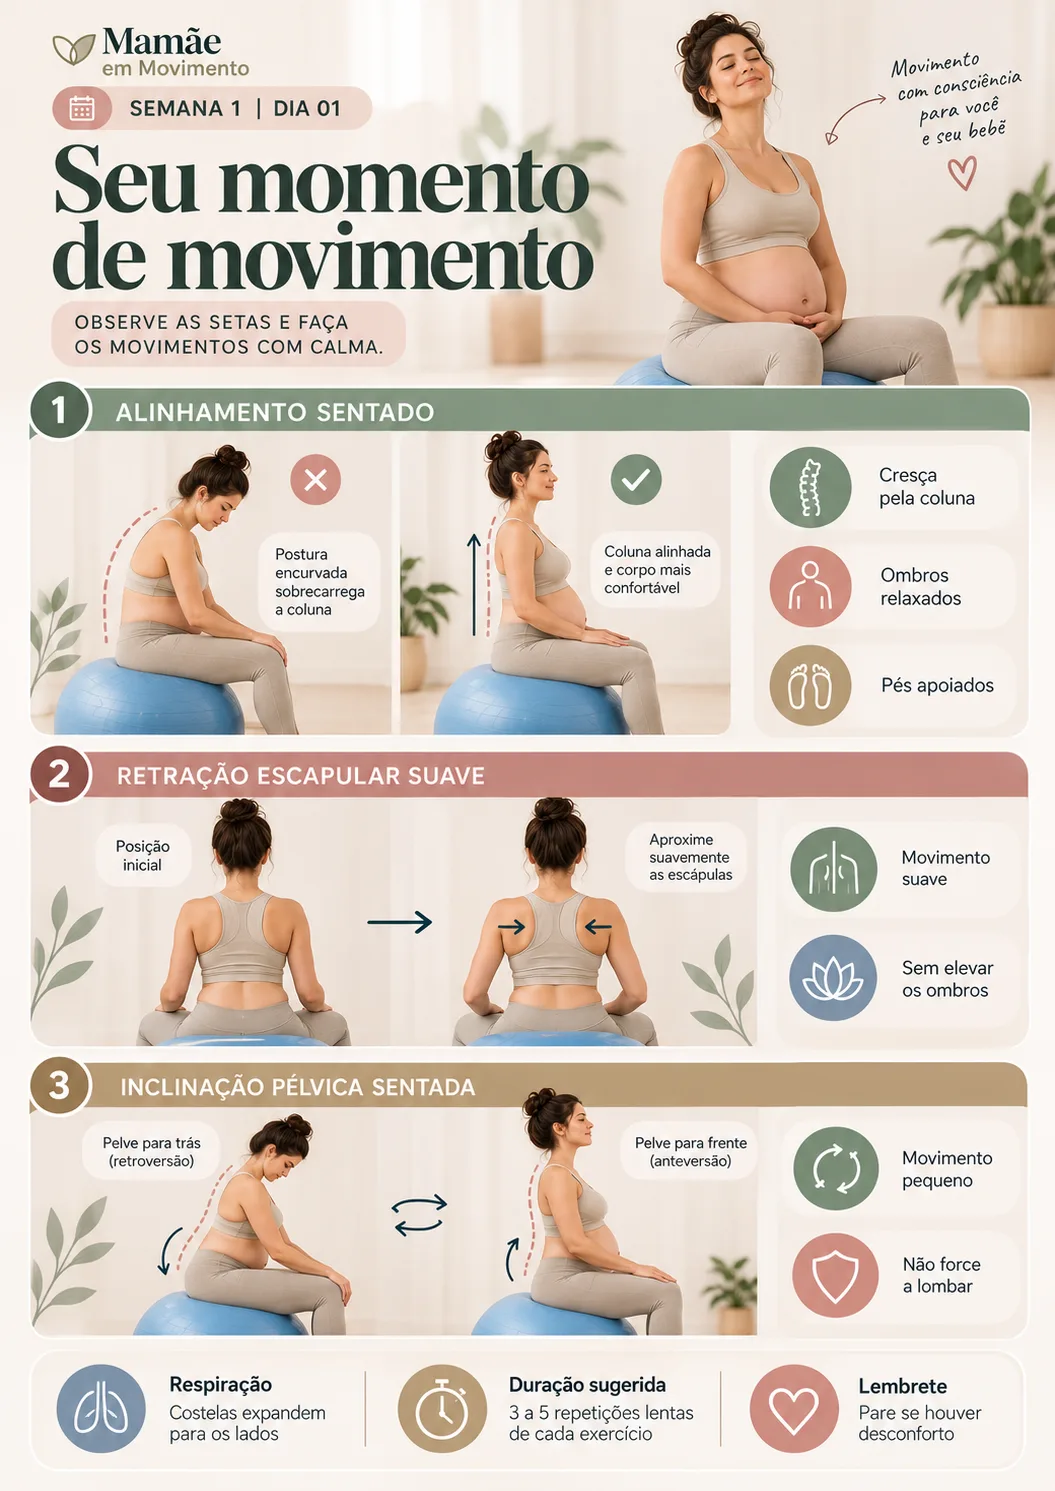 Mamãe
em Movimento
SEMANA 1 | DIA 01
Seu momento
de movimento
OBSERVE AS SETAS E FAÇA
OS MOVIMENTOS COM CALMA.
Movimento
com consciência
para você
e seu bebê
1 ALINHAMENTO SENTADO
Postura
encurvada
sobrecarrega
a coluna
Coluna alinhada
e corpo mais
confortável
Cresça
pela coluna
Ombros
relaxados
Pés apoiados
2 RETRAÇÃO ESCAPULAR SUAVE
Posição
inicial
Aproxime
suavemente
as escápulas
Movimento
suave
Sem elevar
os ombros
3 INCLINAÇÃO PÉLVICA SENTADA
Pelve para trás
(retroversão)
Pelve para frente
(anteversão)
Movimento
pequeno
Não force
a lombar
Respiração
Costelas expandem
para os lados
Duração sugerida
3 a 5 repetições lentas
de cada exercício
Lembrete
Pare se houver
desconforto